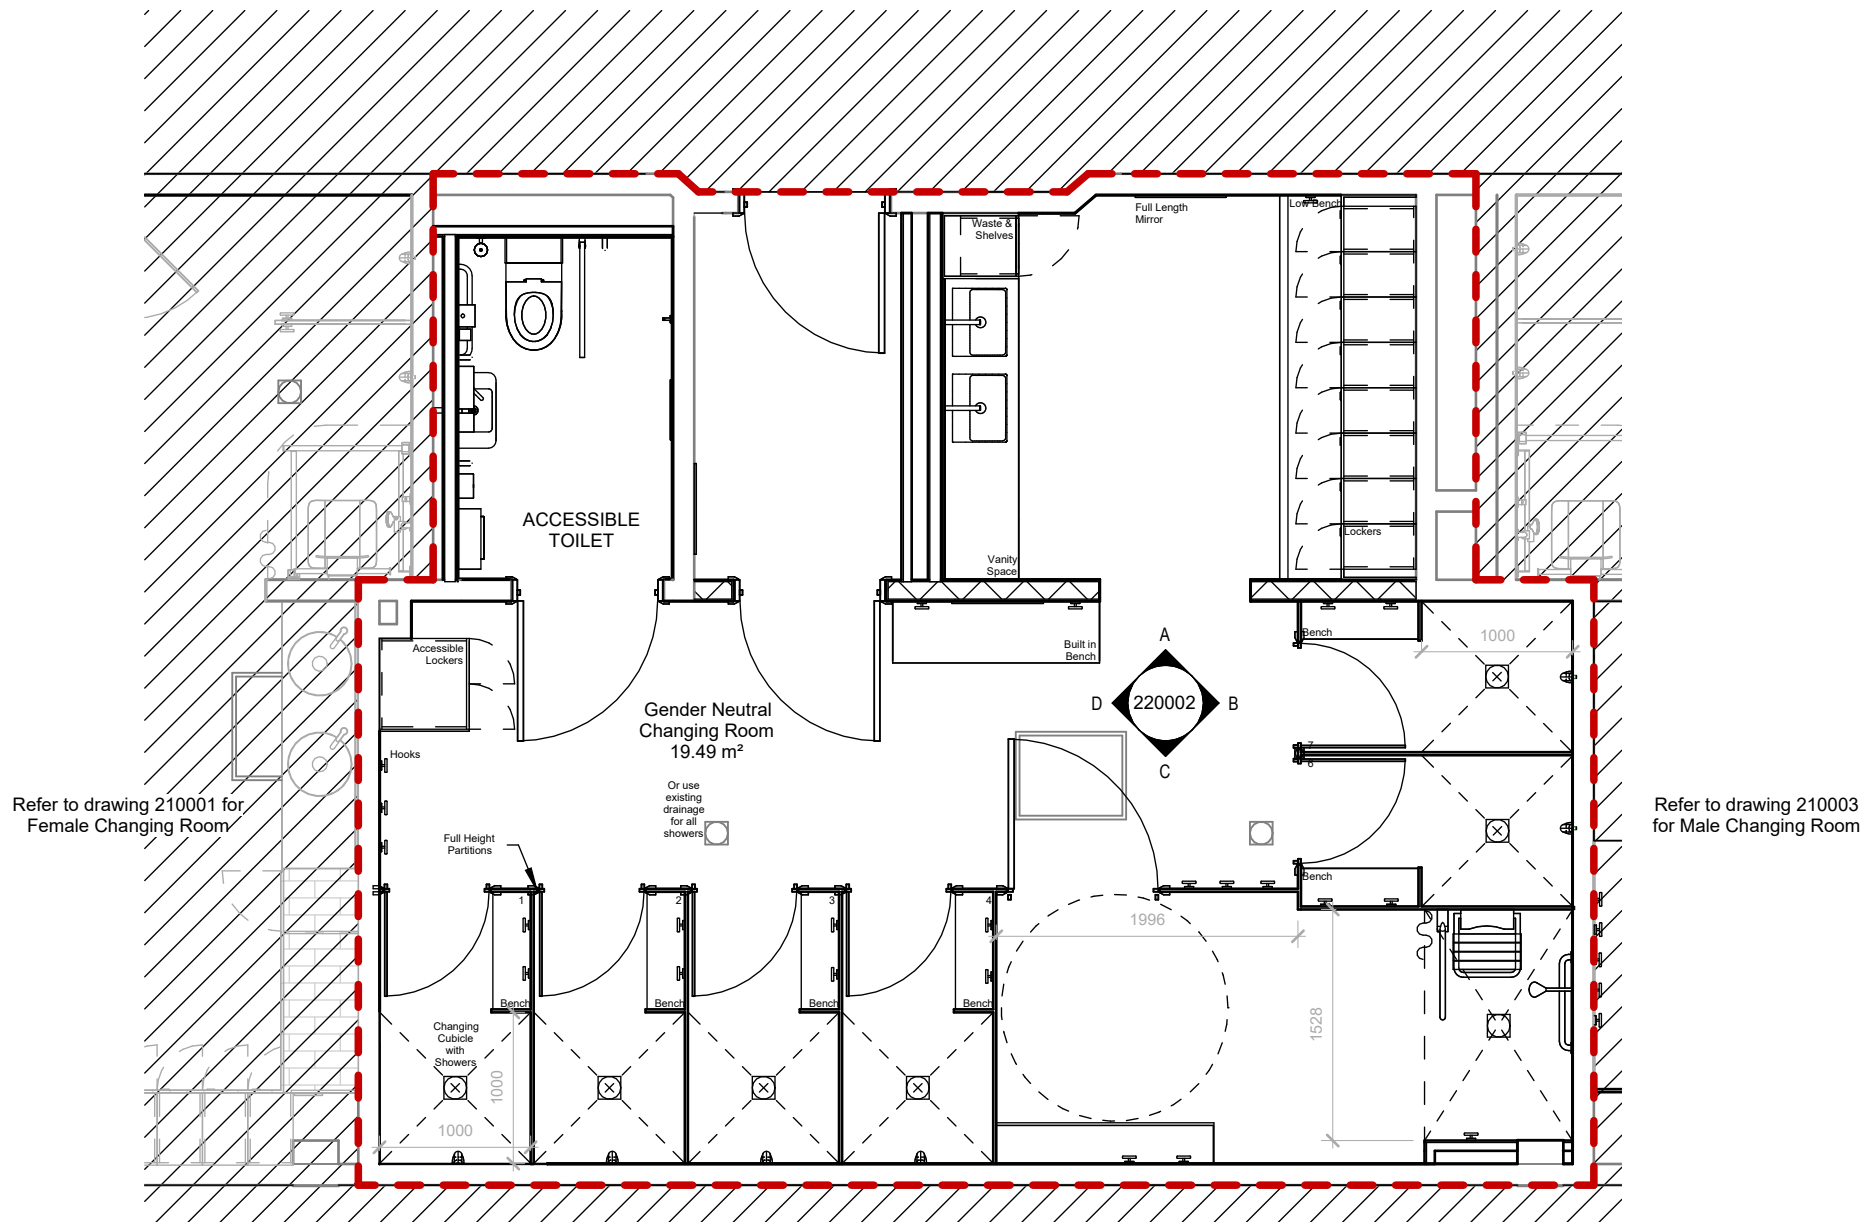 Full Length
Mirror
Low Bench
Waste &
Shelves
ACCESSIBLE
TOILET
Lockers
Vanity
Space
Accessible
Lockers
Built in
Bench
Bench
1000
A
D
220002
B
C
Gender Neutral
Changing Room
19.49 m²
Hooks
7
6
Or use
existing
drainage
for all
showers
Refer to drawing 210001 for
Female Changing Room
Refer to drawing 210003
for Male Changing Room
Full Height
Partitions
Bench
1
2
3
4
1996
Bench
Bench
Bench
Bench
Changing
Cubicle
with
Showers
1528
1000
1000